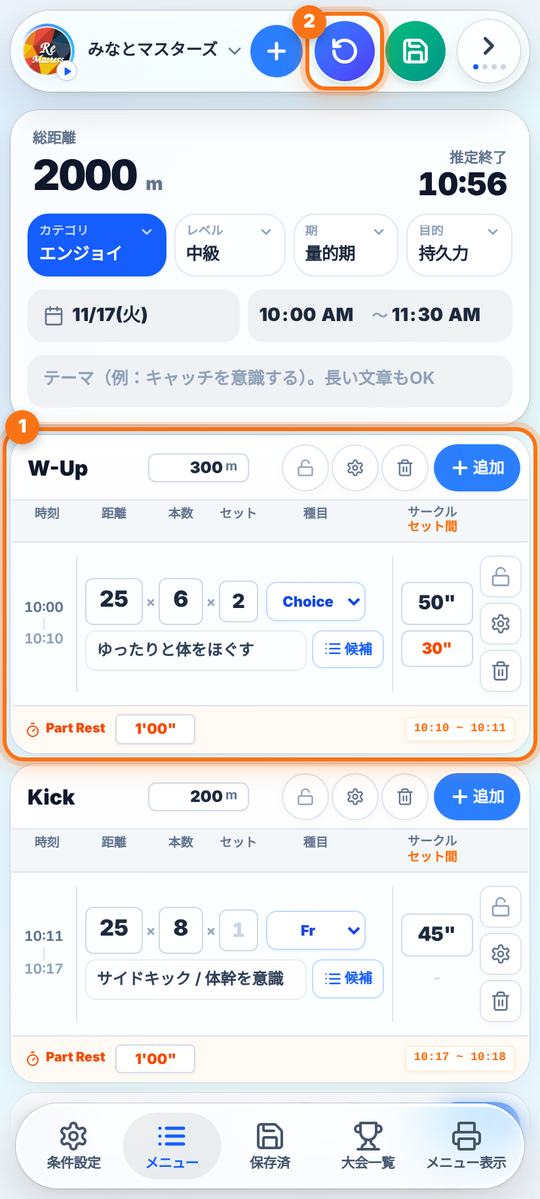 2
Re
Masters
みなとマスターズ
総距離
2000 m
推定終了
10:56
カテゴリ
エンジョイ
レベル
中級
期
量的期
目的
持久力
11/17(火)
10:00 AM ～ 11:30 AM
テーマ（例：キャッチを意識する）。長い文章もOK
1
W-Up
300 m
+ 追加
時刻 距離 本数 セット 種目 サークル
セット間
10:00
10:10
25 × 6 × 2 Choice 50"
ゆったりと体をほぐす 候補 30"
Part Rest 1'00" 10:10 ~ 10:11
Kick
200 m
+ 追加
時刻 距離 本数 セット 種目 サークル
セット間
10:11
10:17
25 × 8 × 1 Fr 45"
サイドキック / 体幹を意識 候補 -
Part Rest 1'00" 10:17 ~ 10:18
条件設定 メニュー 保存済 大会一覧 メニュー表示